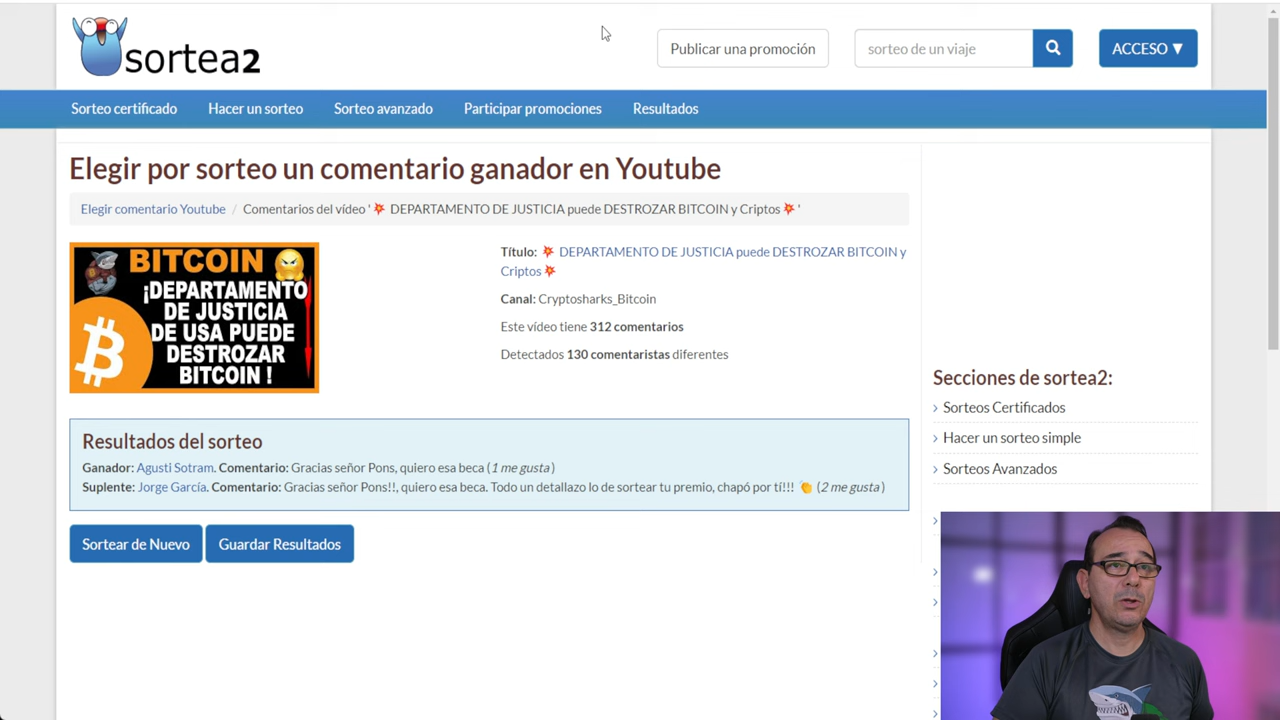 sortea2
Publicar una promoción
sorteo de un viaje
ACCESO ▼
Sorteo certificado
Hacer un sorteo
Sorteo avanzado
Participar promociones
Resultados
Elegir por sorteo un comentario ganador en Youtube
Elegir comentario Youtube / Comentarios del vídeo '💥 DEPARTAMENTO DE JUSTICIA puede DESTROZAR BITCOIN y Criptos 💥 '
BITCOIN
¡DEPARTAMENTO
DE JUSTICIA
DE USA PUEDE
DESTROZAR
BITCOIN !
Título: 💥 DEPARTAMENTO DE JUSTICIA puede DESTROZAR BITCOIN y
Criptos 💥
Canal: Cryptosharks_Bitcoin
Este vídeo tiene 312 comentarios
Detectados 130 comentaristas diferentes
Secciones de sortea2:
Sorteos Certificados
Hacer un sorteo simple
Sorteos Avanzados
Resultados del sorteo
Ganador: Agusti Sotram. Comentario: Gracias señor Pons, quiero esa beca (1 me gusta )
Suplente: Jorge García. Comentario: Gracias señor Pons!!, quiero esa beca. Todo un detallazo lo de sortear tu premio, chapó por tí!!! 👏 (2 me gusta )
Sortear de Nuevo
Guardar Resultados